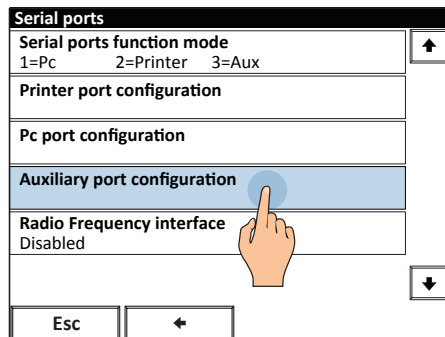 Serial ports
Serial ports function mode
1=Pc 2=Printer 3=Aux
Printer port configuration
Pc port configuration
Auxiliary port configuration
Radio Frequency interface
Disabled
Esc